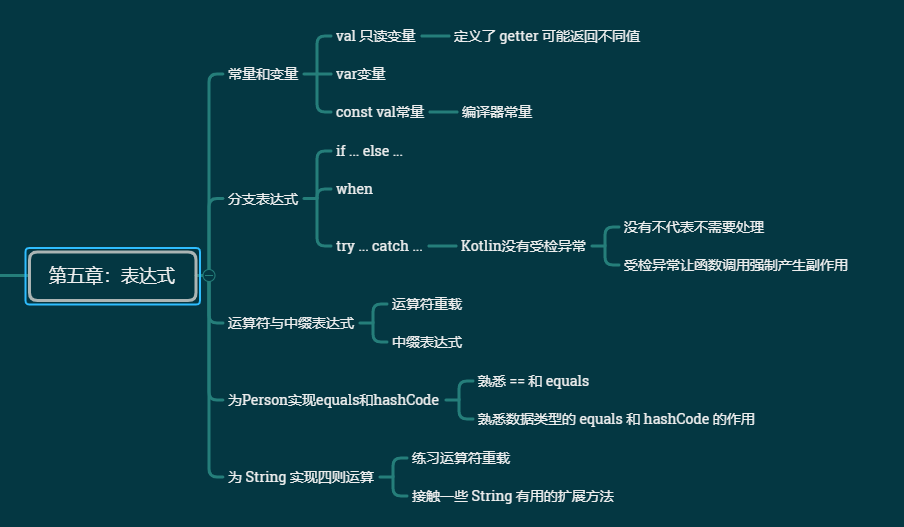 第五章：表达式
常量和变量
val 只读变量
定义了 getter 可能返回不同值
var变量
const val常量
编译器常量
分支表达式
if ... else ...
when
try ... catch ...
Kotlin没有受检异常
没有不代表不需要处理
受检异常让函数调用强制产生副作用
运算符与中缀表达式
运算符重载
中缀表达式
为Person实现equals和hashCode
熟悉 == 和 equals
熟悉数据类型的 equals 和 hashCode 的作用
为 String 实现四则运算
练习运算符重载
接触一些 String 有用的扩展方法